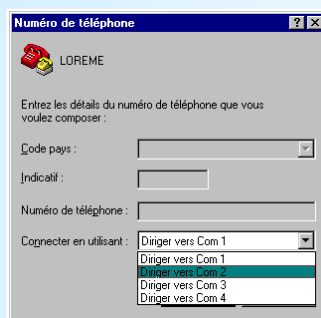 Numéro de téléphone
LOREME
Entrez les détails du numéro de téléphone que vous
voulez composer :
Code pays :
Indicatif :
Numéro de téléphone :
Connecter en utilisant : Diriger vers Com 1
Diriger vers Com 1
Diriger vers Com 2
Diriger vers Com 3
Diriger vers Com 4